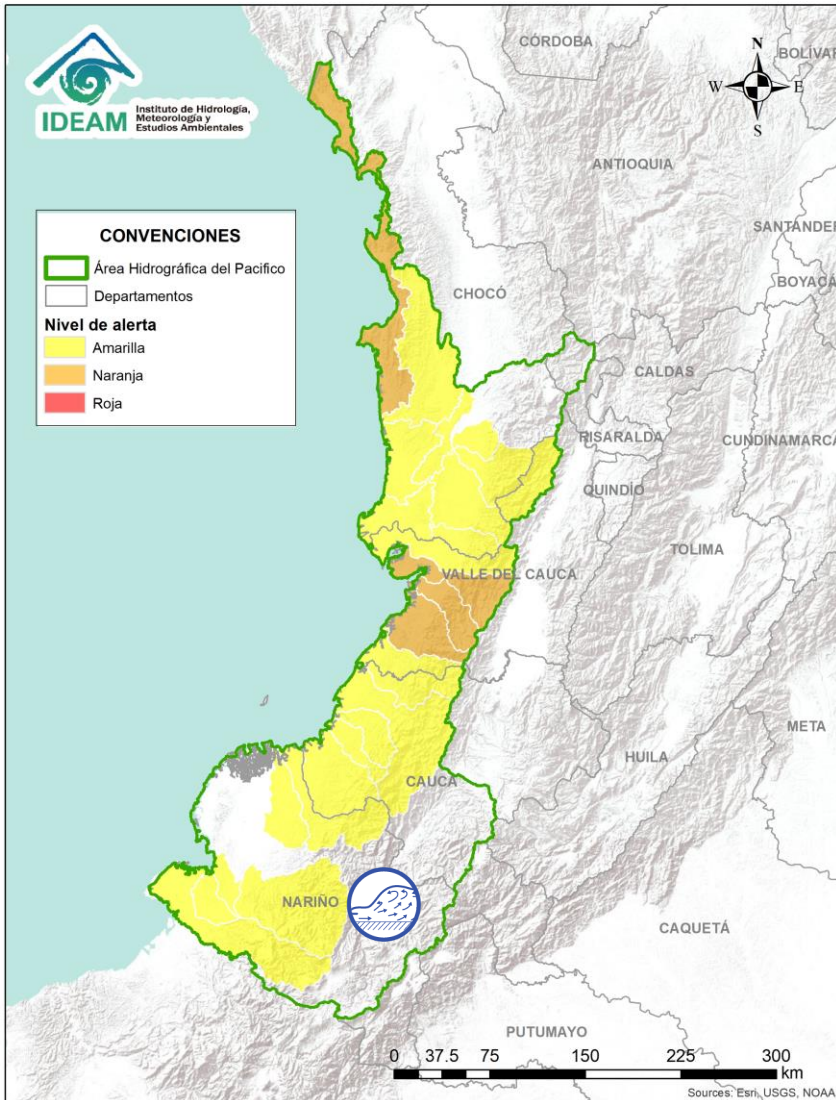 IDEAM
Instituto de Hidrología,
Meteorología y
Estudios Ambientales
CÓRDOBA
BOLÍVAR
N
W
E
S
ANTIOQUIA
SANTANDER
BOYACÁ
CONVENCIONES
Área Hidrográfica del Pacifico
Departamentos
Nivel de alerta
Amarilla
Naranja
Roja
CHOCÓ
CALDAS
RISARALDA
CUNDINAMARCA
QUINDÍO
TOLIMA
VALLE DEL CAUCA
META
HUILA
CAUCA
NARIÑO
CAQUETÁ
PUTUMAYO
0 37.5 75 150 225 300
km
Sources: Esri, USGS, NOAA